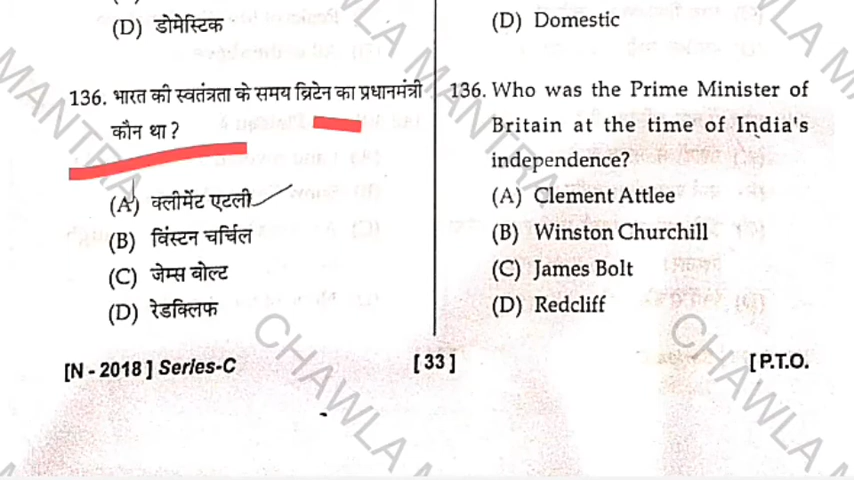 (D) डोमेस्टिक
136. भारत की स्वतंत्रता के समय ब्रिटेन का प्रधानमंत्री
कौन था ?
(A) क्लीमेंट एटली
(B) विंस्टन चर्चिल
(C) जेम्स बोल्ट
(D) रेडक्लिफ
(D) Domestic
136. Who was the Prime Minister of
Britain at the time of India's
independence?
(A) Clement Attlee
(B) Winston Churchill
(C) James Bolt
(D) Redcliff
[N - 2018 ] Series-C
[ 33 ]
[P.T.O.
CHAWLA MANTRA
CHAWLA MANTRA